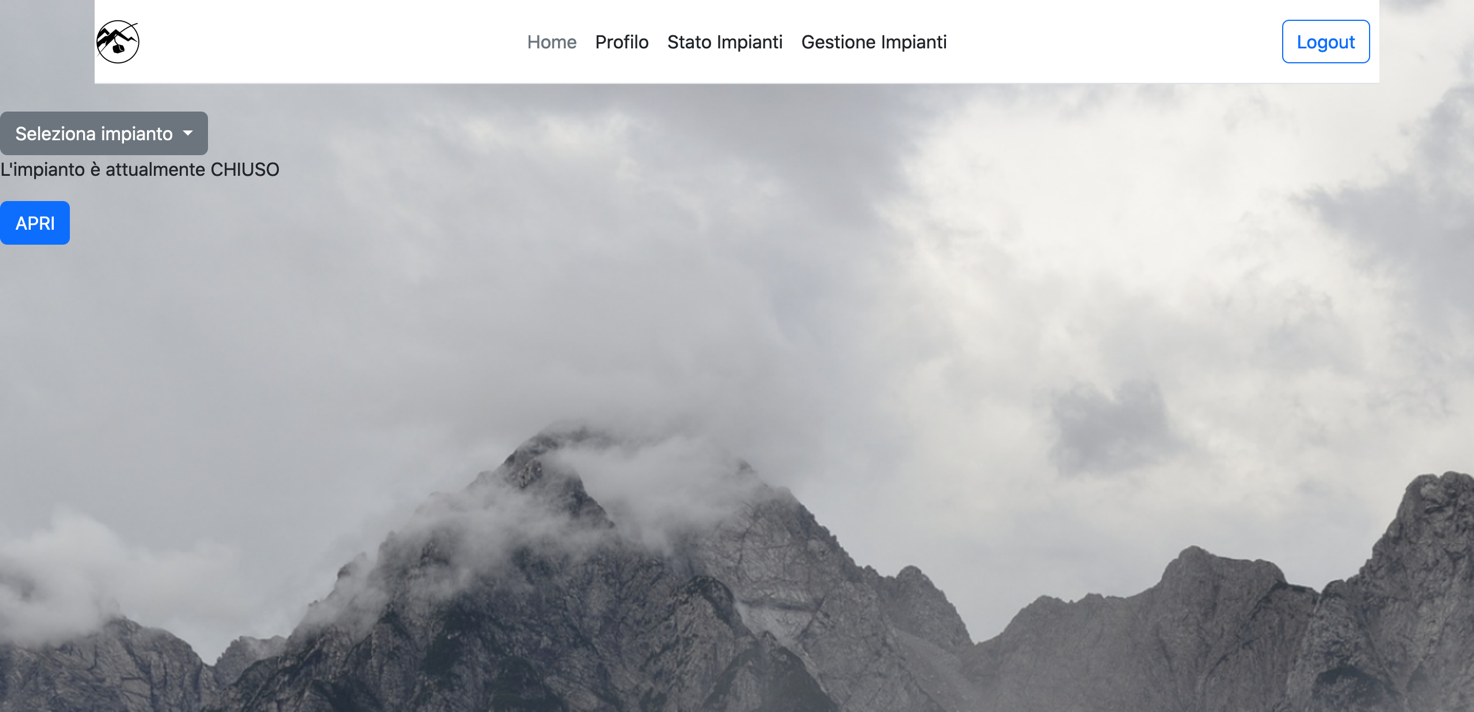 Home Profilo Stato Impianti Gestione Impianti Logout
Seleziona impianto
L'impianto è attualmente CHIUSO
APRI